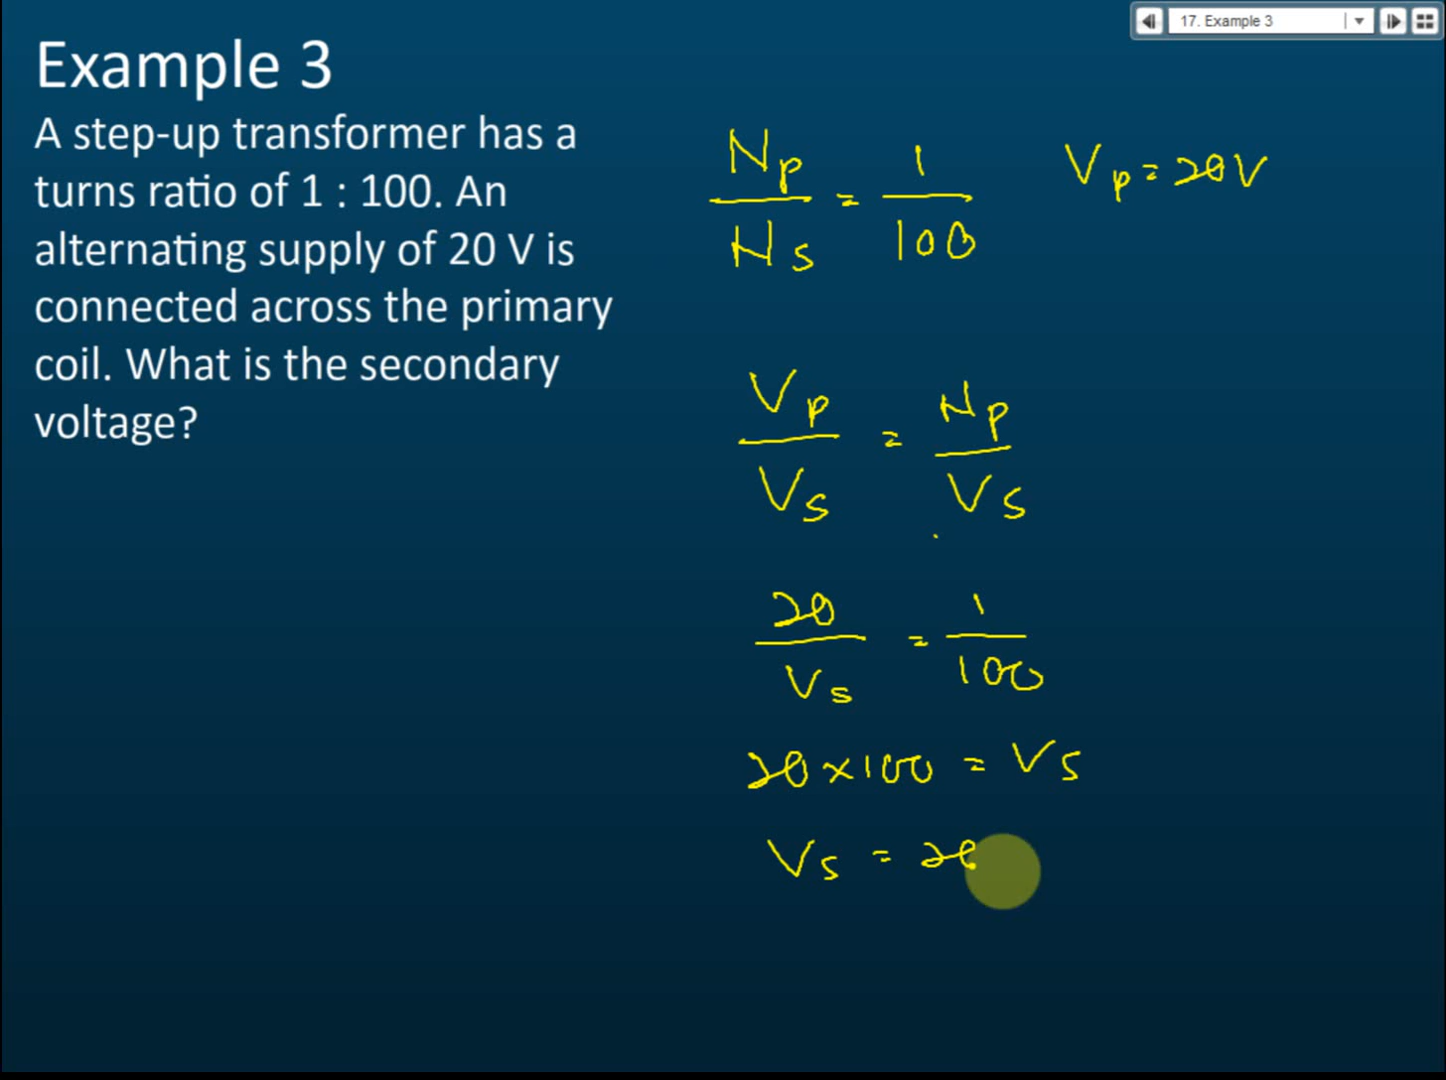 17. Example 3
Example 3
A step-up transformer has a
turns ratio of 1 : 100. An
alternating supply of 20 V is
connected across the primary
coil. What is the secondary
voltage?
Np/Ns = 1/100
Vp = 20V
Vp/Vs = Np/Vs
20/Vs = 1/100
20 × 100 = Vs
Vs = 20